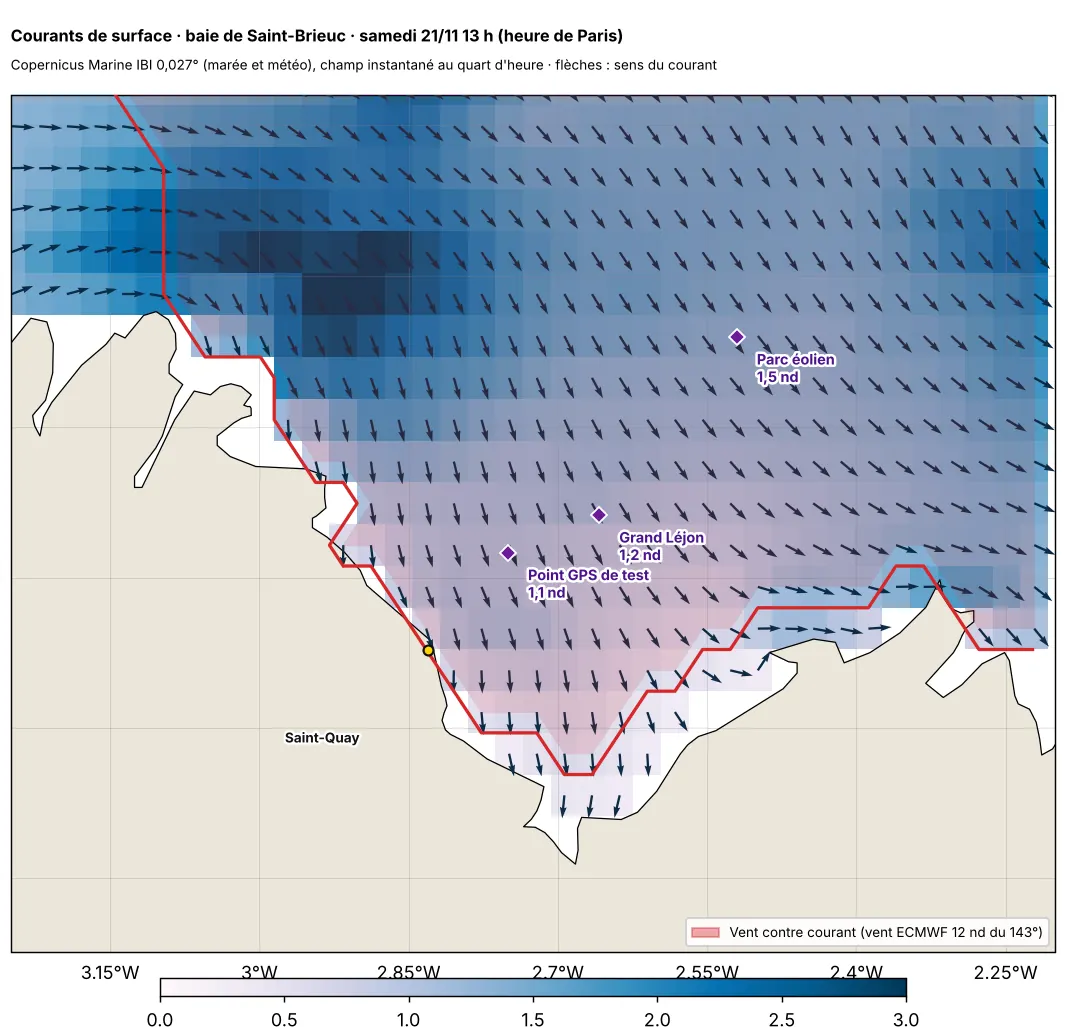 Courants de surface · baie de Saint-Brieuc · samedi 21/11 13 h (heure de Paris)
Copernicus Marine IBI 0,027° (marée et météo), champ instantané au quart d'heure · flèches : sens du courant
Parc éolien
1,5 nd
Grand Léjon
1,2 nd
Point GPS de test
1,1 nd
Saint-Quay
Vent contre courant (vent ECMWF 12 nd du 143°)
3.15°W 3°W 2.85°W 2.7°W 2.55°W 2.4°W 2.25°W
0.0 0.5 1.0 1.5 2.0 2.5 3.0